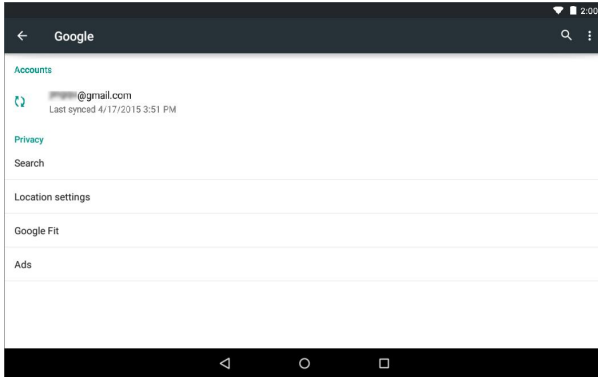 2:00
Google
Accounts
@gmail.com
Last synced 4/17/2015 3:51 PM
Privacy
Search
Location settings
Google Fit
Ads